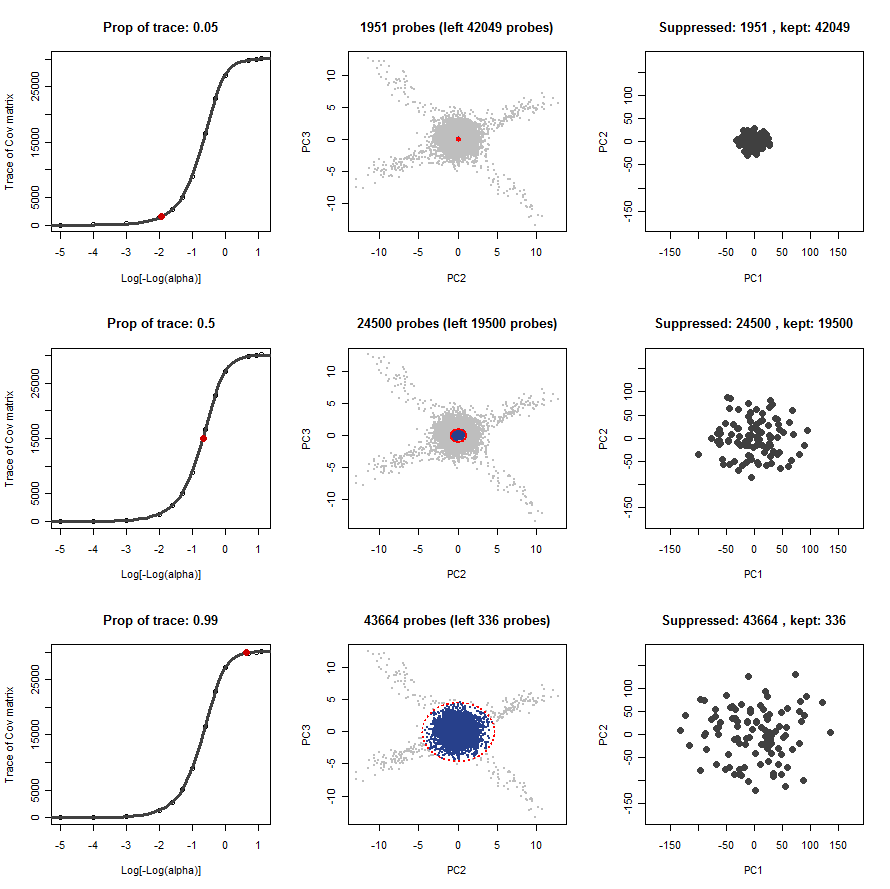 Prop of trace: 0.05
Trace of Cov matrix
0 5000 15000 25000
-5 -4 -3 -2 -1 0 1
Log[-Log(alpha)]
1951 probes (left 42049 probes)
PC3
-10 -5 0 5 10
-10 -5 0 5 10
PC2
Suppressed: 1951 , kept: 42049
PC2
-150 -50 0 50 100
-150 -50 0 50 100 150
PC1
Prop of trace: 0.5
Trace of Cov matrix
0 5000 15000 25000
-5 -4 -3 -2 -1 0 1
Log[-Log(alpha)]
24500 probes (left 19500 probes)
PC3
-10 -5 0 5 10
-10 -5 0 5 10
PC2
Suppressed: 24500 , kept: 19500
PC2
-150 -50 0 50 100
-150 -50 0 50 100 150
PC1
Prop of trace: 0.99
Trace of Cov matrix
0 5000 15000 25000
-5 -4 -3 -2 -1 0 1
Log[-Log(alpha)]
43664 probes (left 336 probes)
PC3
-10 -5 0 5 10
-10 -5 0 5 10
PC2
Suppressed: 43664 , kept: 336
PC2
-150 -50 0 50 100
-150 -50 0 50 100 150
PC1